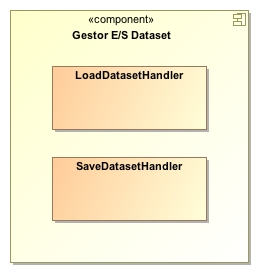 «component»
Gestor E/S Dataset
LoadDatasetHandler
SaveDatasetHandler